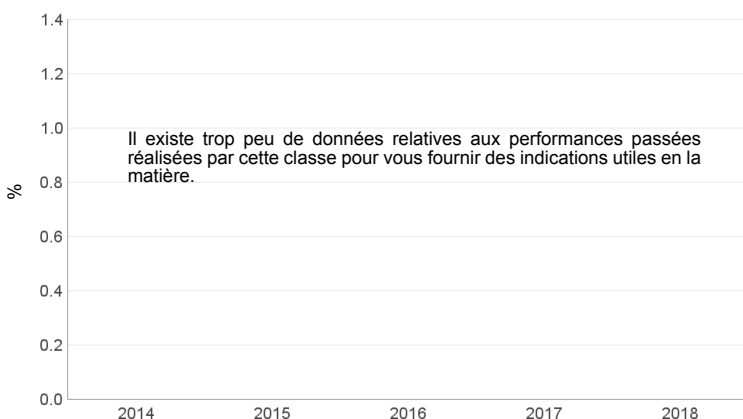 1.4
1.2
1.0
Il existe trop peu de données relatives aux performances passées
réalisées par cette classe pour vous fournir des indications utiles en la
matière.
0.8
%
0.6
0.4
0.2
0.0
2014 2015 2016 2017 2018